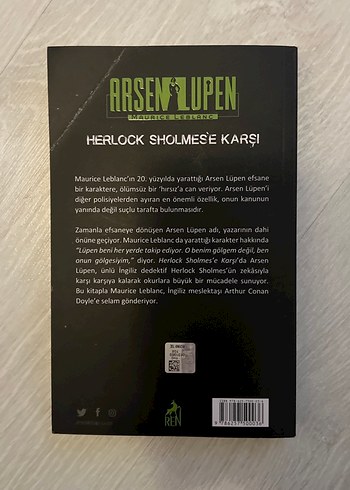 ARSEN LUPEN
MAURICE LEBLANC
HERLOCK SHOLMES'E KARŞI
Maurice Leblanc'ın 20. yüzyılda yarattığı Arsen Lüpen efsane
bir karaktere, ölümsüz bir 'hırsız'a can veriyor. Arsen Lüpen'i
diğer polisiyelerden ayıran en önemli özellik, onun kanunun
yanında değil suçlu tarafta bulunmasıdır.
Zamanla efsaneye dönüşen Arsen Lüpen adı, yazarının dahi
önüne geçiyor. Maurice Leblanc da yarattığı karakter hakkında
"Lüpen beni her yerde takip ediyor. O benim gölgem değil, ben
onun gölgesiyim," diyor. Herlock Sholmes'e Karşı'da Arsen
Lüpen, ünlü İngiliz dedektif Herlock Sholmes'ün zekâsıyla
karşı karşıya kalarak okurlara büyük bir mücadele sunuyor.
Bu kitapla Maurice Leblanc, İngiliz meslektaşı Arthur Conan
Doyle'a selam gönderiyor.
REN
9 786257 500036